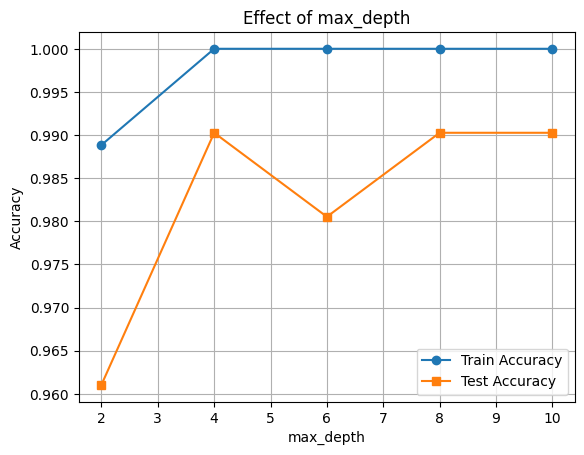 Effect of max_depth
1.000
0.995
0.990
0.985
0.980
0.975
0.970
0.965
0.960
Accuracy
Train Accuracy
Test Accuracy
2 3 4 5 6 7 8 9 10
max_depth